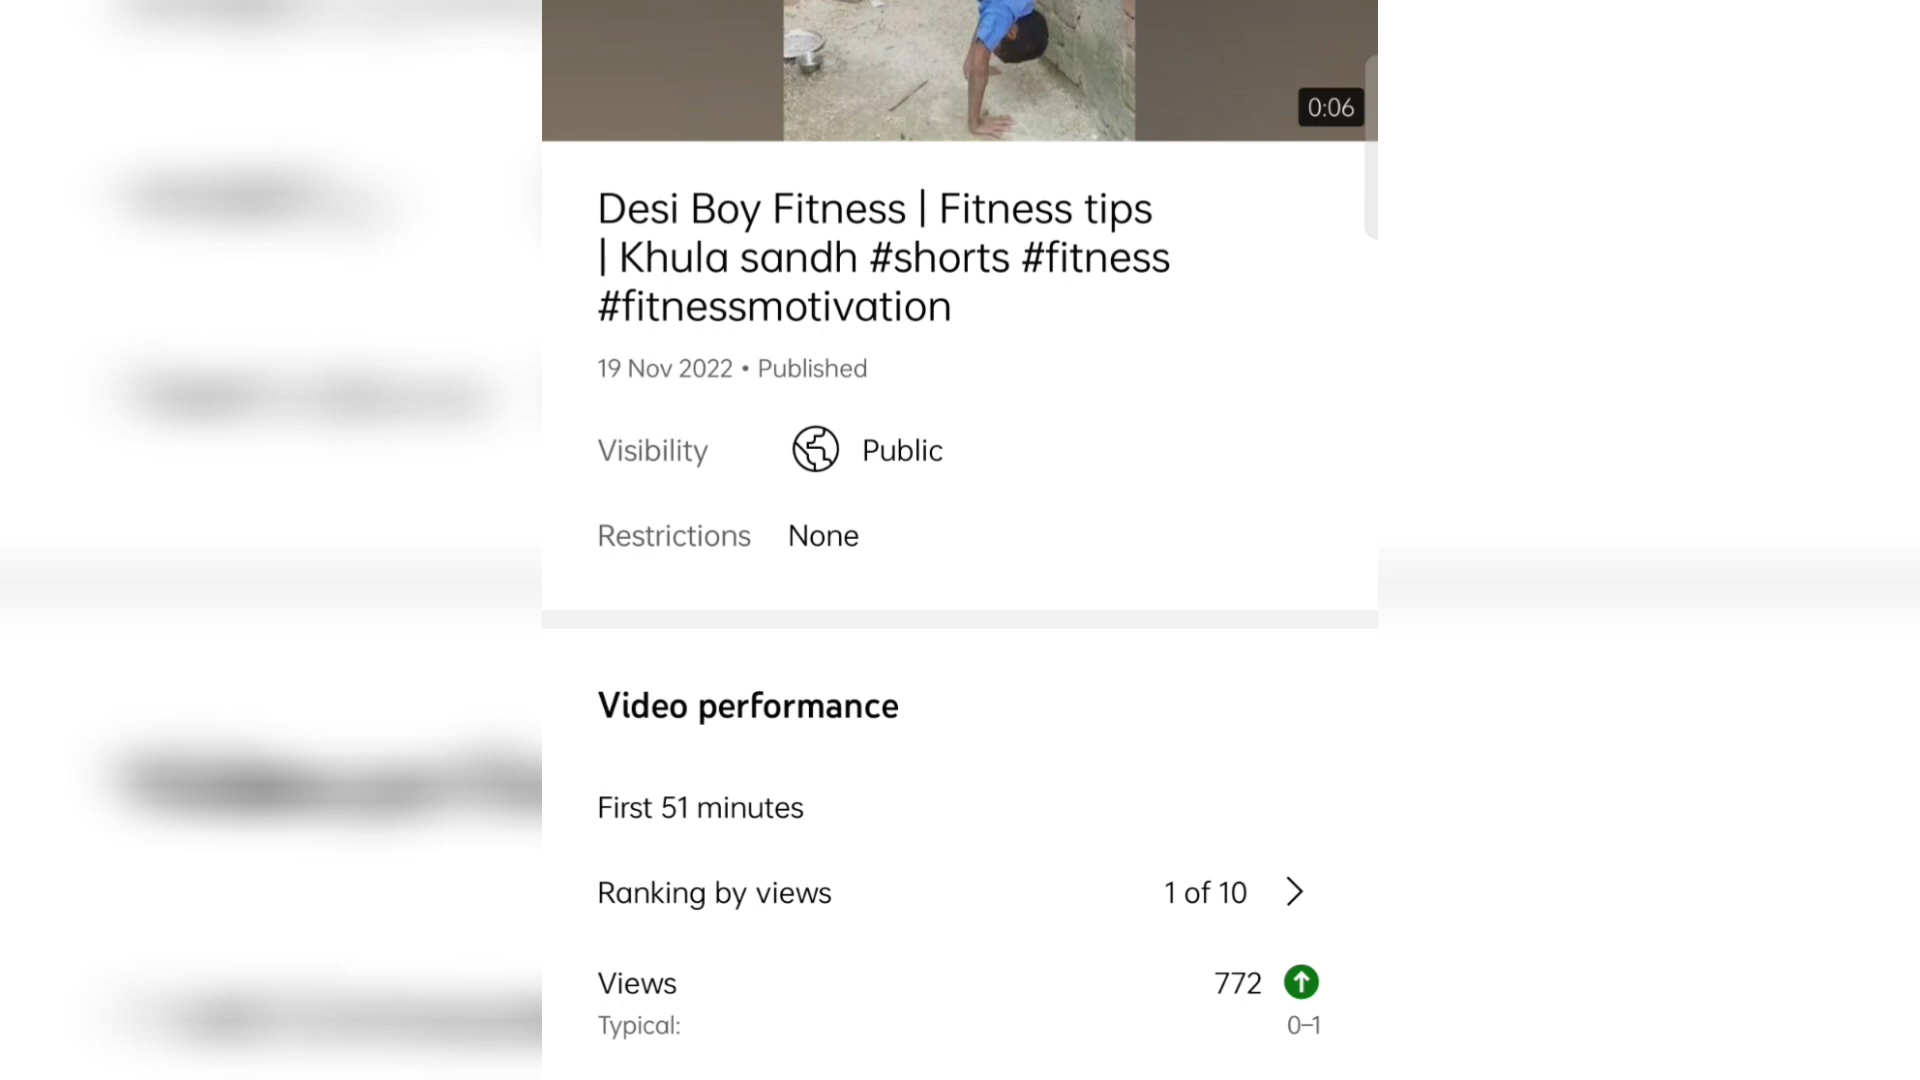 0:06
Desi Boy Fitness | Fitness tips
| Khula sandh #shorts #fitness
#fitnessmotivation
19 Nov 2022 • Published
Visibility Public
Restrictions None
Video performance
First 51 minutes
Ranking by views 1 of 10
Views 772
Typical: 0–1